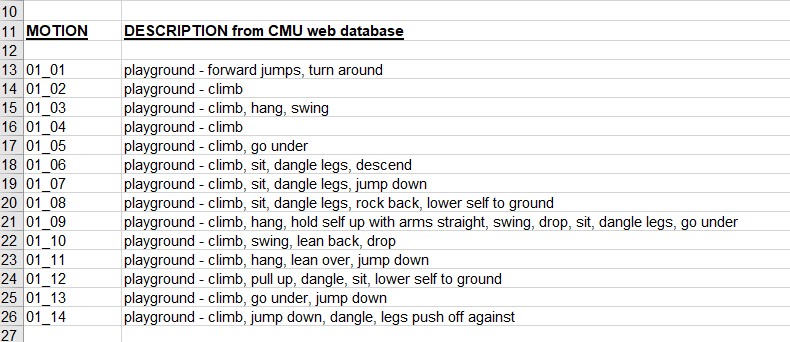 10
11 MOTION DESCRIPTION from CMU web database
12
13 01_01 playground - forward jumps, turn around
14 01_02 playground - climb
15 01_03 playground - climb, hang, swing
16 01_04 playground - climb
17 01_05 playground - climb, go under
18 01_06 playground - climb, sit, dangle legs, descend
19 01_07 playground - climb, sit, dangle legs, jump down
20 01_08 playground - climb, sit, dangle legs, rock back, lower self to ground
21 01_09 playground - climb, hang, hold self up with arms straight, swing, drop, sit, dangle legs, go under
22 01_10 playground - climb, swing, lean back, drop
23 01_11 playground - climb, hang, lean over, jump down
24 01_12 playground - climb, pull up, dangle, sit, lower self to ground
25 01_13 playground - climb, go under, jump down
26 01_14 playground - climb, jump down, dangle, legs push off against
27